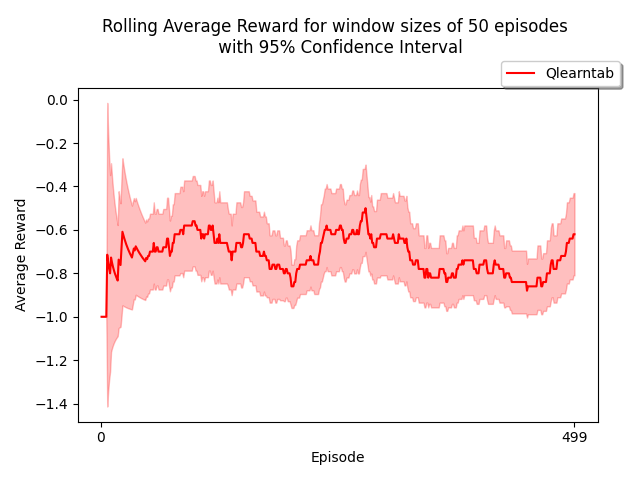 Rolling Average Reward for window sizes of 50 episodes
with 95% Confidence Interval
Qlearntab
0.0
−0.2
−0.4
−0.6
−0.8
−1.0
−1.2
−1.4
Average Reward
0
499
Episode